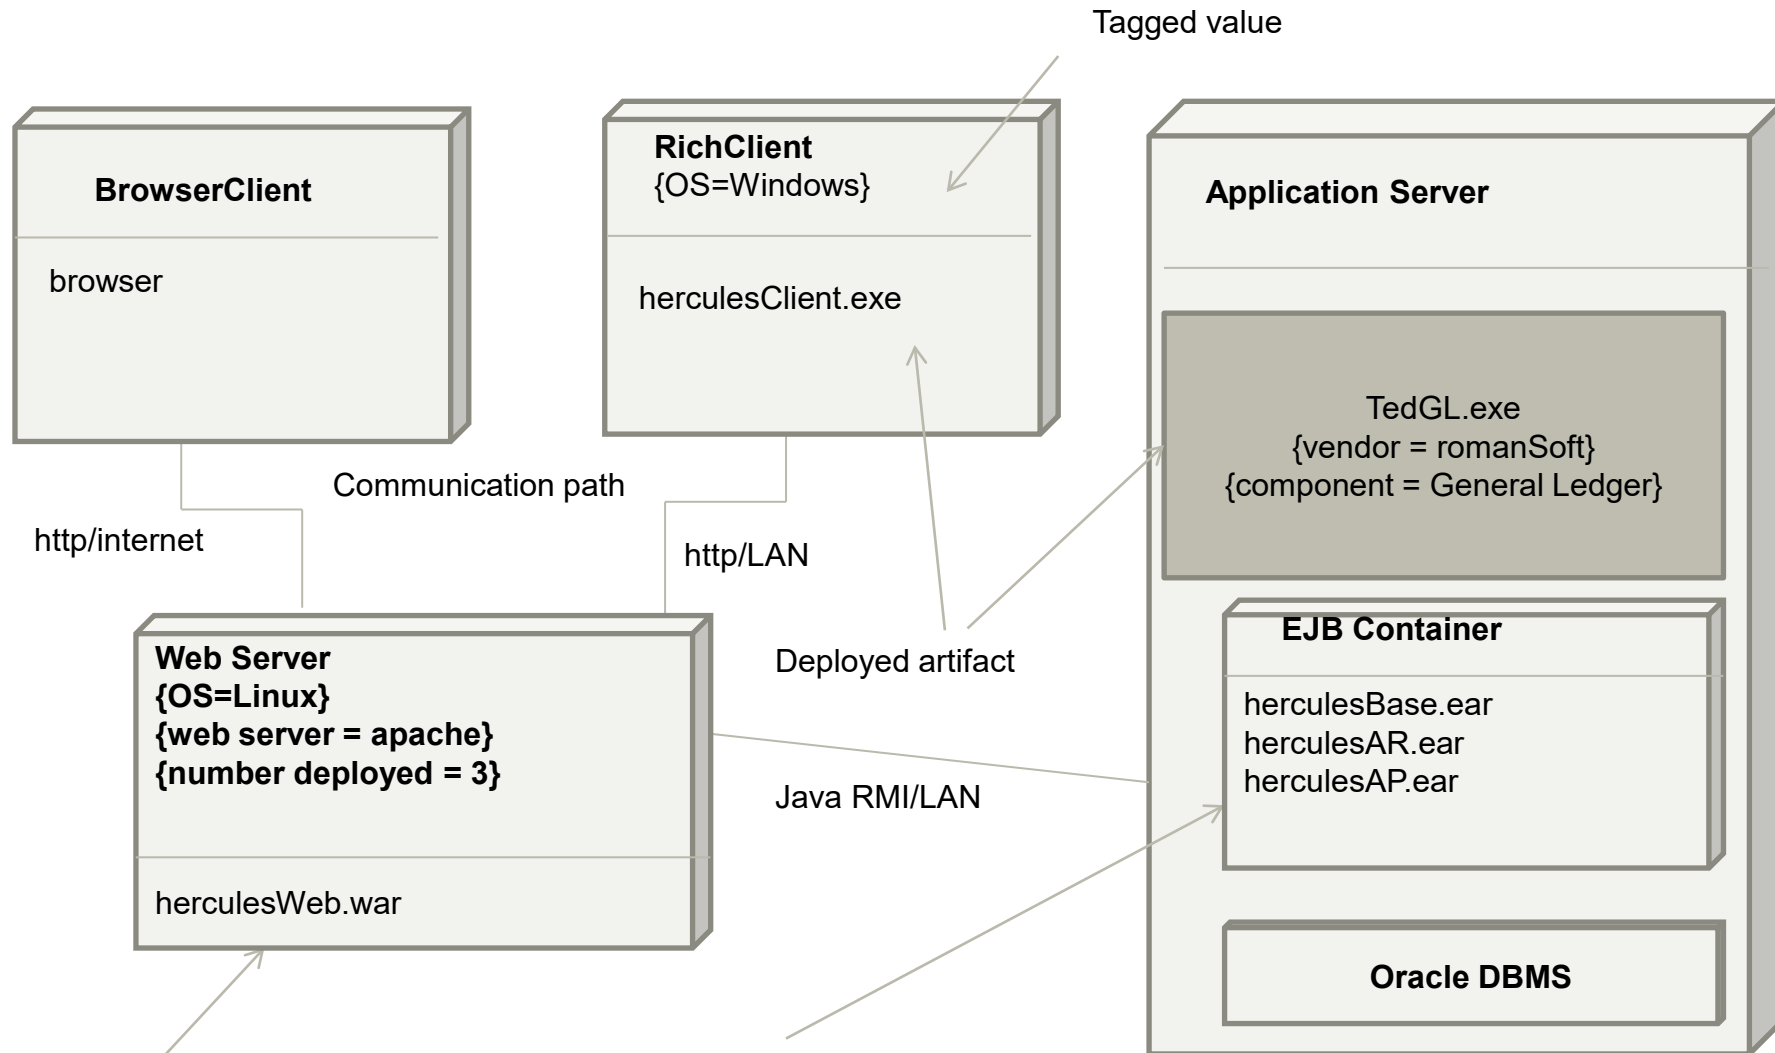 Tagged value
BrowserClient
browser
RichClient
{OS=Windows}
herculesClient.exe
Application Server
TedGL.exe
{vendor = romanSoft}
{component = General Ledger}
Communication path
http/internet
http/LAN
Web Server
{OS=Linux}
{web server = apache}
{number deployed = 3}
herculesWeb.war
Deployed artifact
Java RMI/LAN
EJB Container
herculesBase.ear
herculesAR.ear
herculesAP.ear
Oracle DBMS